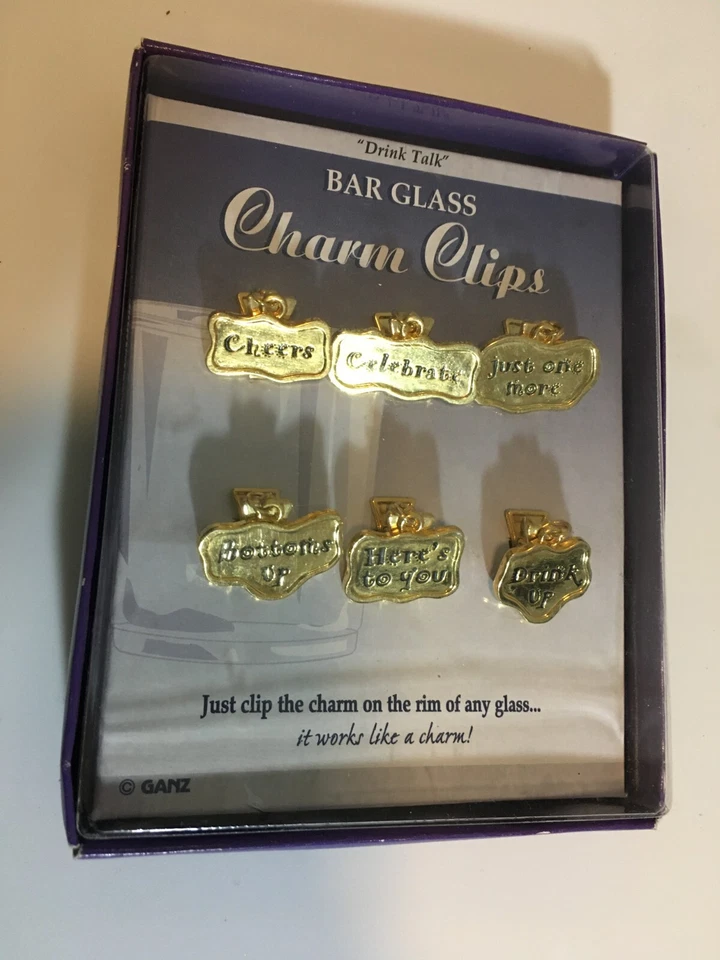 "Drink Talk"
BAR GLASS
Charm Clips
Cheers
Celebrate
just one
more
Bottoms
UP
Here's
to you
Drink
UP
Just clip the charm on the rim of any glass...
it works like a charm!
© GANZ